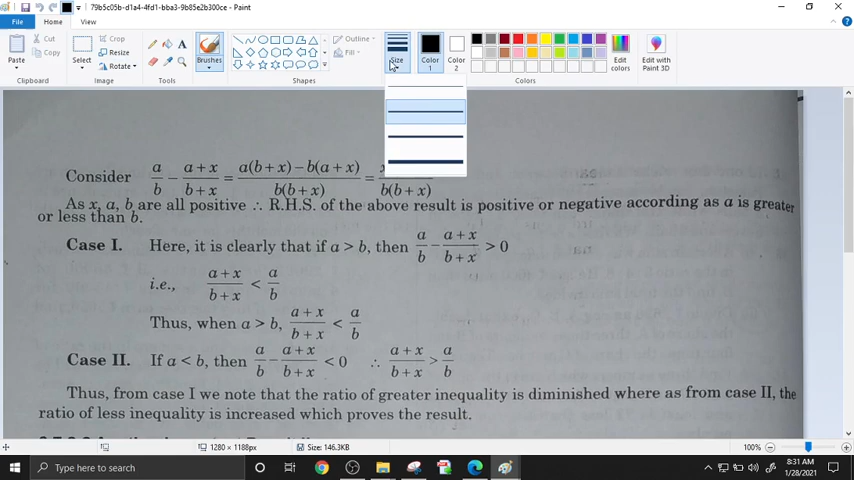 79b5c05b-d21d-4fd1-bba3-9b85e2b300ce - Paint
File Home View
Cut
Copy
Paste
Clipboard
Crop
Resize
Rotate
Select
Image
Tools
Brushes
Outline
Fill
Shapes
Size
Color 1
Color 2
Colors
Edit colors
Edit with Paint 3D
Consider a/b − (a + x)/(b + x) = (a(b + x) − b(a + x))/(b(b + x)) = /(b(b + x))
As x, a, b are all positive ∴ R.H.S. of the above result is positive or negative according as a is greater
or less than b.
Case I. Here, it is clearly that if a > b, then a/b − (a + x)/(b + x) > 0
i.e., (a + x)/(b + x) < a/b
Thus, when a > b, (a + x)/(b + x) < a/b
Case II. If a < b, then a/b − (a + x)/(b + x) < 0 ∴ (a + x)/(b + x) > a/b
Thus, from case I we note that the ratio of greater inequality is diminished where as from case II, the
ratio of less inequality is increased which proves the result.
1280 × 1188px
Size: 146.3KB
100%
Type here to search
8:31 AM
1/28/2021